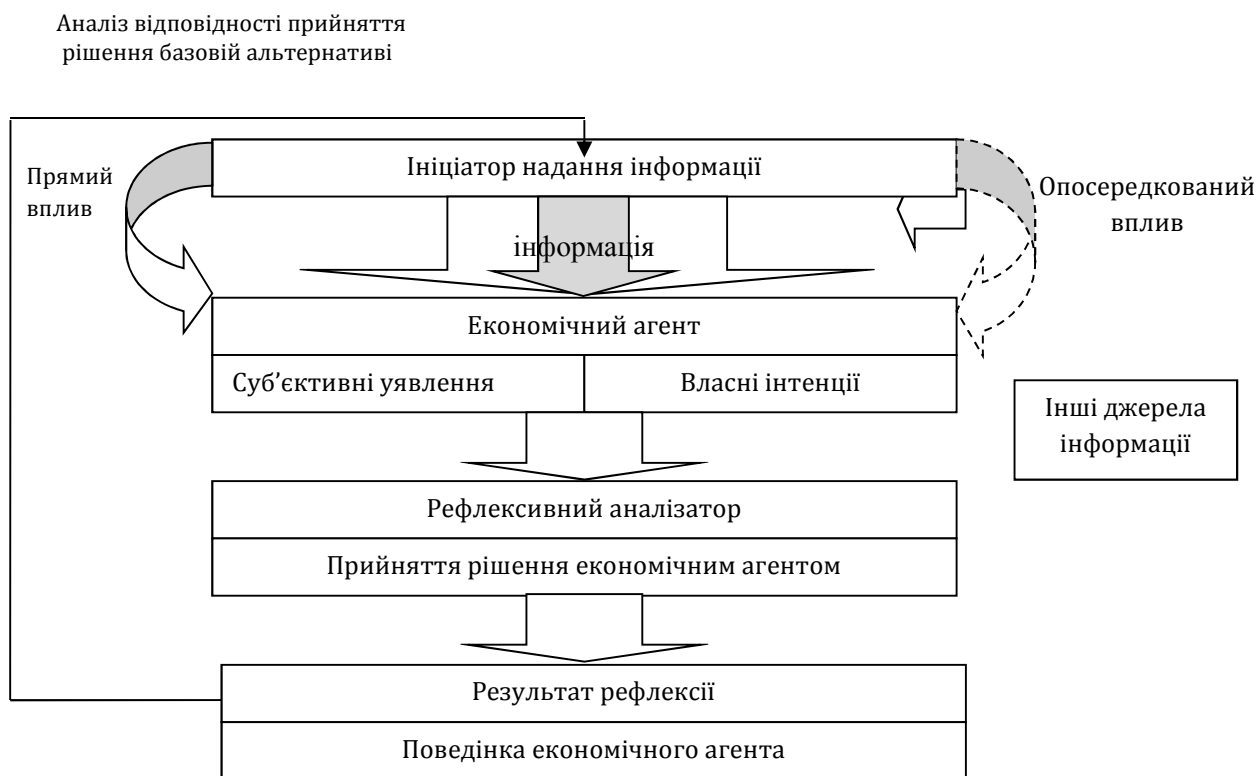 Аналіз відповідності прийняття
рішення базовій альтернативі
Ініціатор надання інформації
Прямий
вплив
Опосередкований
вплив
інформація
Економічний агент
Суб’єктивні уявлення
Власні інтенції
Інші джерела
інформації
Рефлексивний аналізатор
Прийняття рішення економічним агентом
Результат рефлексії
Поведінка економічного агента